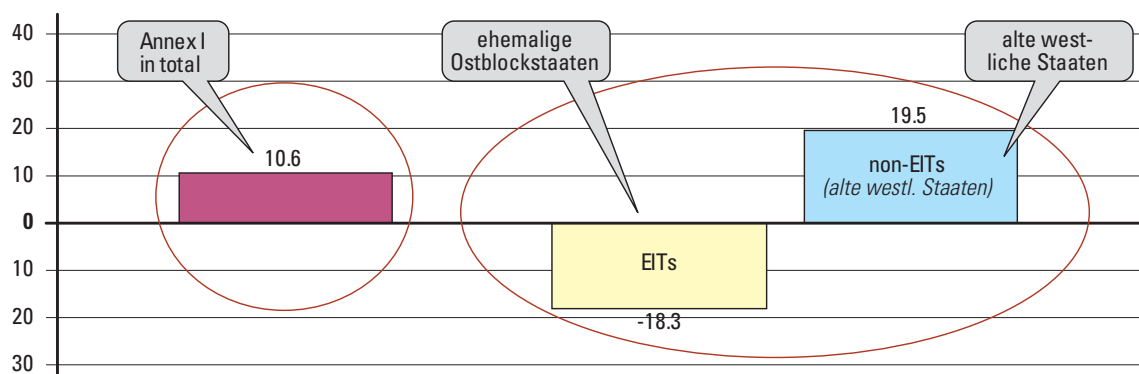 40
30
20
10
0
10
20
30
Annex I
in total
10.6
ehemalige
Ostblockstaaten
EITs
-18.3
alte west-
liche Staaten
19.5
non-EITs
(alte westl. Staaten)